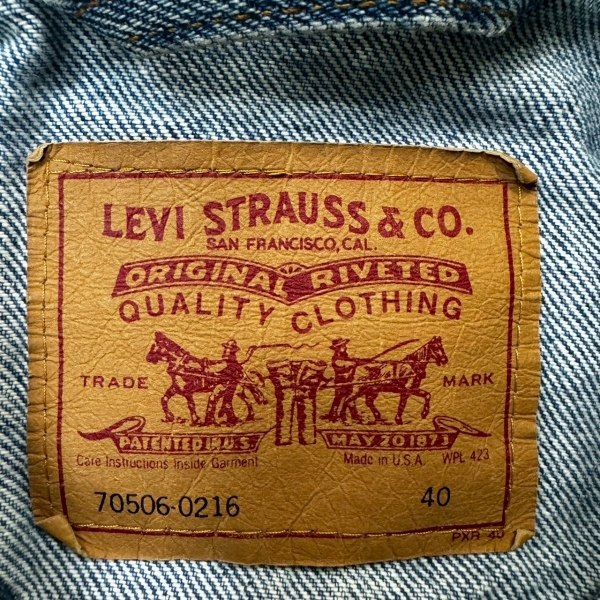 LEVI STRAUSS & CO.
SAN FRANCISCO, CAL.
ORIGINAL RIVETED
QUALITY CLOTHING
TRADE MARK
PATENTED IN U.S. MAY 20 1873
Care Instructions Inside Garment Made in U.S.A. WPL 423
70506-0216 40
PXR 40